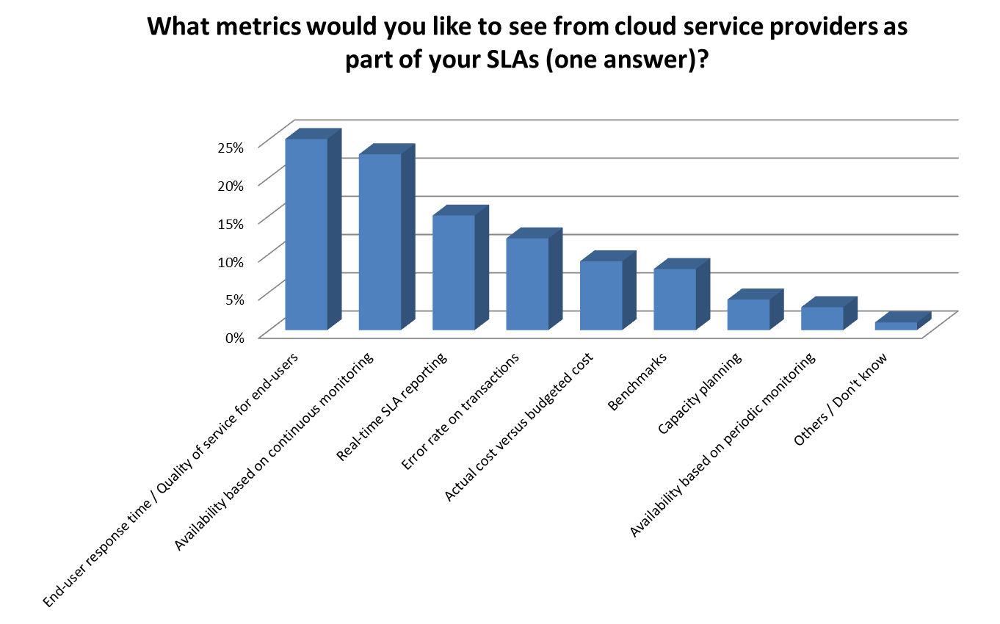 What metrics would you like to see from cloud service providers as
part of your SLAs (one answer)?
25%
20%
15%
10%
5%
0%
End-user response time / Quality of service for end-users
Availability based on continuous monitoring
Real-time SLA reporting
Error rate on transactions
Actual cost versus budgeted cost
Benchmarks
Capacity planning
Availability based on periodic monitoring
Others / Don't know